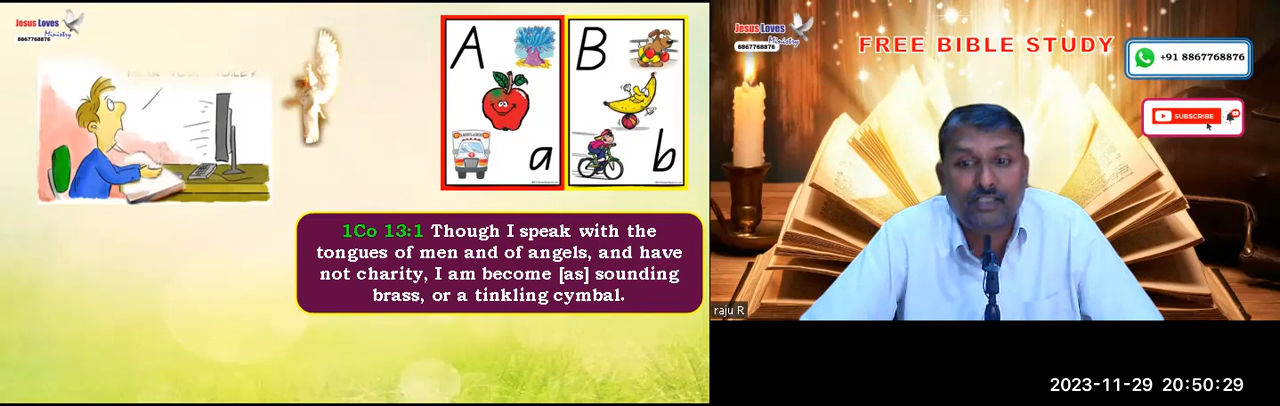 Jesus Loves
Ministry
8867768876
A
B
AMBULANCE
a
b
1Co 13:1 Though I speak with the
tongues of men and of angels, and have
not charity, I am become [as] sounding
brass, or a tinkling cymbal.
Jesus Loves
Ministry
8867768876
FREE BIBLE STUDY
+91 8867768876
SUBSCRIBE
raju R
2023-11-29 20:50:29